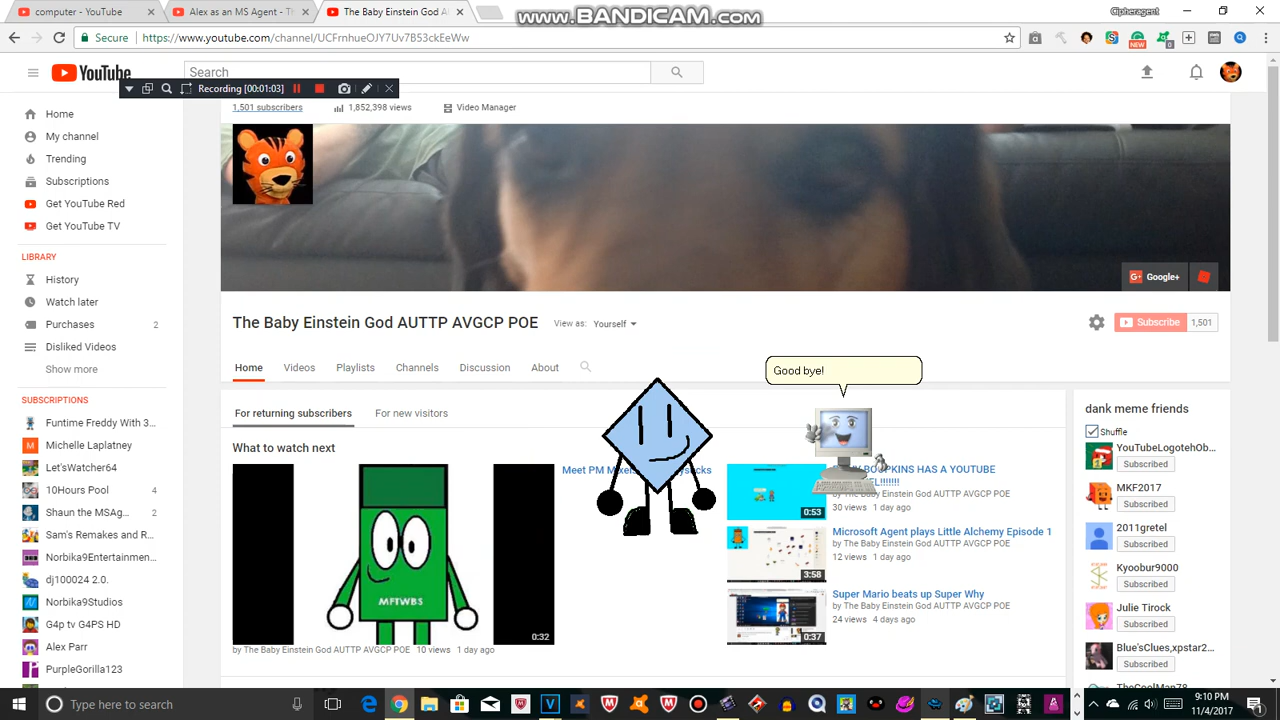 computer - YouTube
Alex as an MS Agent - Th
The Baby Einstein God A
www.BANDICAM.com
Cipheragent
Secure
https://www.youtube.com/channel/UCFrnhueOJY7Uv7B53ckEeWw
YouTube
Search
Recording [00:01:03]
1,501 subscribers
1,852,398 views
Video Manager
Home
My channel
Trending
Subscriptions
Get YouTube Red
Get YouTube TV
LIBRARY
History
Watch later
Purchases 2
Disliked Videos
Show more
SUBSCRIPTIONS
Funtime Freddy With 3...
Michelle Laplatney
Let'sWatcher64
10Hours Pool 4
Shaun the MSAg... 2
Sam's Remakes and R...
Norbika9Entertainmen...
dj100024 2.0.
Norbika9Studios
G4p tv G4PS HD
Alex Parr
PurpleGorilla123
Google+
The Baby Einstein God AUTTP AVGCP POE
View as: Yourself
Subscribe 1,501
Home Videos Playlists Channels Discussion About
Good bye!
For returning subscribers
For new visitors
What to watch next
MFTWBS
0:32
by The Baby Einstein God AUTTP AVGCP POE 10 views 1 day ago
Meet PM
0:53
HAS A YOUTUBE
by The Baby Einstein God AUTTP AVGCP POE
30 views 1 day ago
3:58
Microsoft Agent plays Little Alchemy Episode 1
by The Baby Einstein God AUTTP AVGCP POE
12 views 1 day ago
0:37
Super Mario beats up Super Why
by The Baby Einstein God AUTTP AVGCP POE
24 views 4 days ago
dank meme friends
Shuffle
YouTubeLogotehOb...
Subscribed
MKF2017
Subscribed
2011gretel
Subscribed
Kyoobur9000
Subscribed
Julie Tirock
Subscribed
Blue'sClues,xpstar2...
Subscribed
TheCoolMan78
Type here to search
9:10 PM
11/4/2017